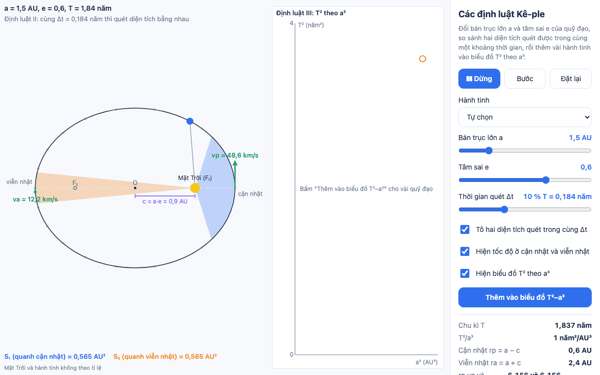 a = 1,5 AU, e = 0,6, T = 1,84 năm
Định luật II: cùng Δt = 0,184 năm thì quét diện tích bằng nhau
vp = 48,6 km/s
Mặt Trời (F₁)
viễn nhật
F₂
O
cận nhật
va = 12,2 km/s
c = a·e = 0,9 AU
S₁ (quanh cận nhật) = 0,565 AU²
S₂ (quanh viễn nhật) = 0,565 AU²
Mặt Trời và hành tinh không theo tỉ lệ
Định luật III: T² theo a³
4
T² (năm²)
Bấm "Thêm vào biểu đồ T²–a³" cho vài quỹ đạo
0
a³ (AU³)
Các định luật Kê-ple
Đổi bán trục lớn a và tâm sai e của quỹ đạo,
so sánh hai diện tích quét được trong cùng
một khoảng thời gian, rồi thêm vài hành tinh
vào biểu đồ T² theo a³.
Dừng
Bước
Đặt lại
Hành tinh
Tự chọn
Bán trục lớn a
1,5 AU
Tâm sai e
0,6
Thời gian quét Δt
10 % T = 0,184 năm
Tô hai diện tích quét trong cùng Δt
Hiện tốc độ ở cận nhật và viễn nhật
Hiện biểu đồ T² theo a³
Thêm vào biểu đồ T²–a³
Chu kì T
1,837 năm
T²/a³
1 năm²/AU³
Cận nhật rp = a − c
0,6 AU
Viễn nhật ra = a + c
2,4 AU